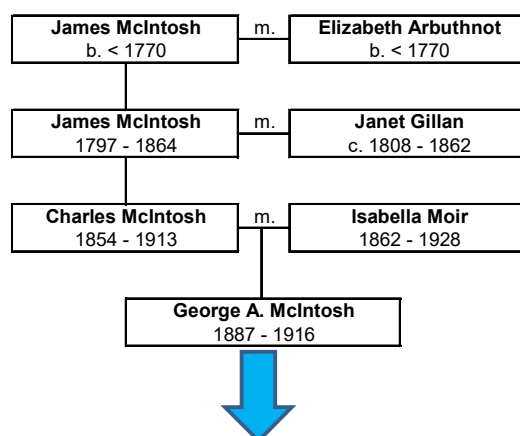 James McIntosh m. Elizabeth Arbuthnot
b. < 1770 b. < 1770
James McIntosh m. Janet Gillan
1797 - 1864 c. 1808 - 1862
Charles McIntosh m. Isabella Moir
1854 - 1913 1862 - 1928
George A. McIntosh
1887 - 1916